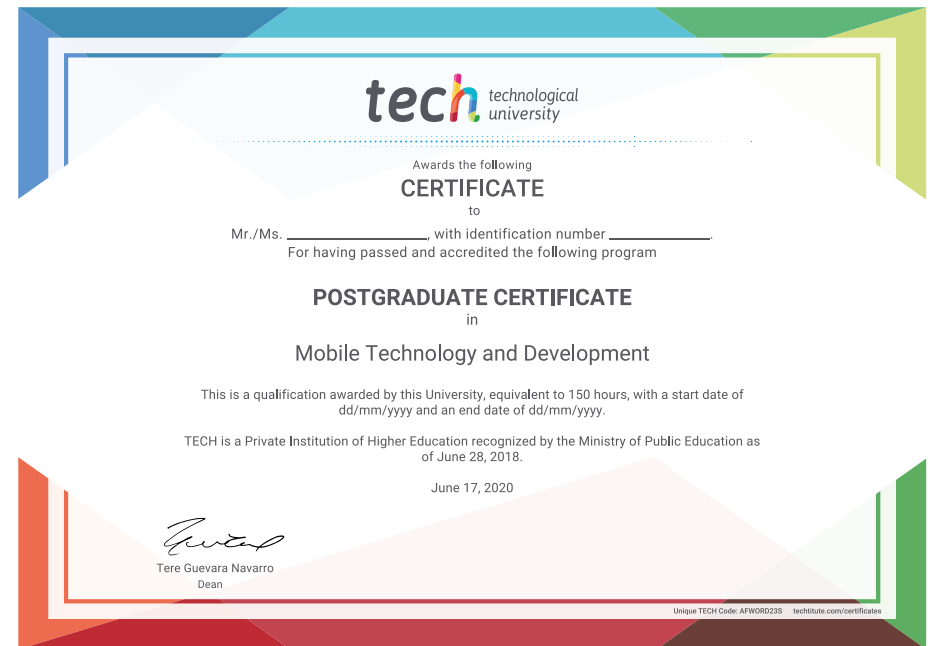 tech technological
university
Awards the following
CERTIFICATE
to
Mr./Ms. ____________________, with identification number ______________.
For having passed and accredited the following program
POSTGRADUATE CERTIFICATE
in
Mobile Technology and Development
This is a qualification awarded by this University, equivalent to 150 hours, with a start date of
dd/mm/yyyy and an end date of dd/mm/yyyy.
TECH is a Private Institution of Higher Education recognized by the Ministry of Public Education as
of June 28, 2018.
June 17, 2020
Tere Guevara Navarro
Dean
Unique TECH Code: AFWORD23S techtitute.com/certificates